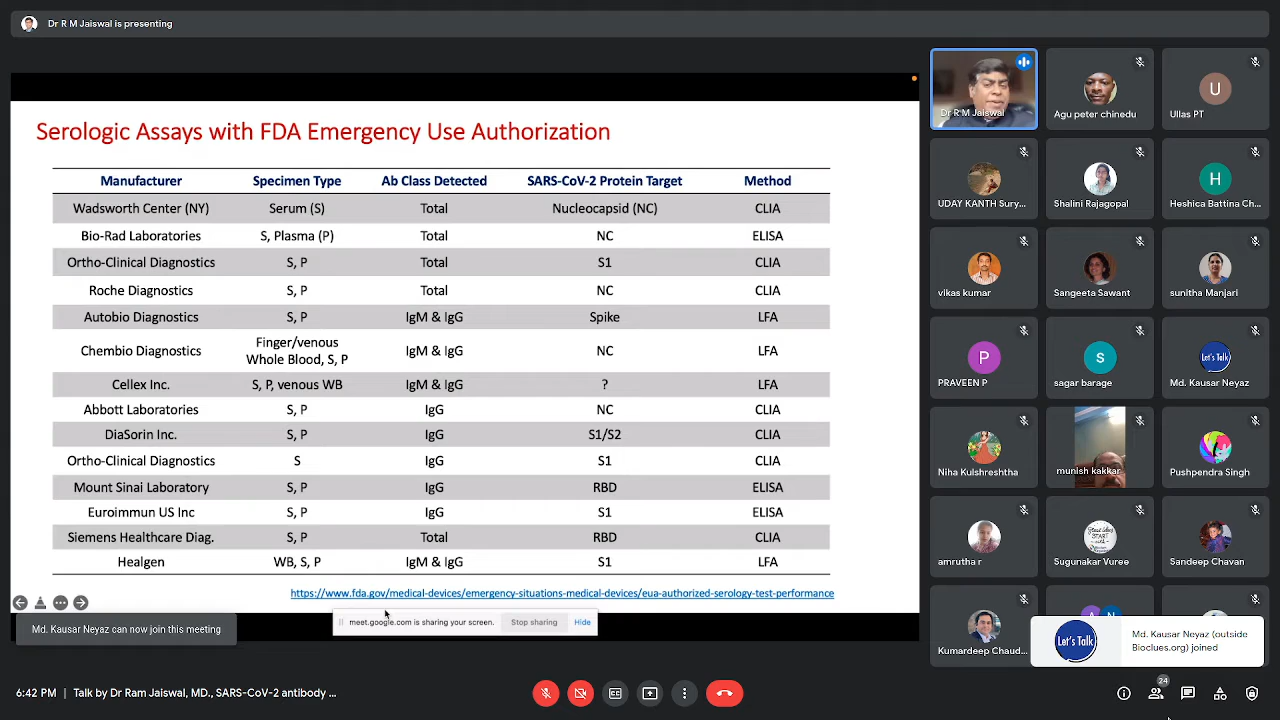 Dr R M Jaiswal is presenting
Serologic Assays with FDA Emergency Use Authorization
Manufacturer Specimen Type Ab Class Detected SARS-CoV-2 Protein Target Method
Wadsworth Center (NY) Serum (S) Total Nucleocapsid (NC) CLIA
Bio-Rad Laboratories S, Plasma (P) Total NC ELISA
Ortho-Clinical Diagnostics S, P Total S1 CLIA
Roche Diagnostics S, P Total NC CLIA
Autobio Diagnostics S, P IgM & IgG Spike LFA
Chembio Diagnostics Finger/venous Whole Blood, S, P IgM & IgG NC LFA
Cellex Inc. S, P, venous WB IgM & IgG ? LFA
Abbott Laboratories S, P IgG NC CLIA
DiaSorin Inc. S, P IgG S1/S2 CLIA
Ortho-Clinical Diagnostics S IgG S1 CLIA
Mount Sinai Laboratory S, P IgG RBD ELISA
Euroimmun US Inc S, P IgG S1 ELISA
Siemens Healthcare Diag. S, P Total RBD CLIA
Healgen WB, S, P IgM & IgG S1 LFA
https://www.fda.gov/medical-devices/emergency-situations-medical-devices/eua-authorized-serology-test-performance
meet.google.com is sharing your screen. Stop sharing Hide
Md. Kausar Neyaz can now join this meeting
Dr R M Jaiswal
Agu peter chinedu
U
Ullas PT
UDAY KANTH Sury...
Shalini Rajagopal
H
Heshica Battina Ch...
vikas kumar
Sangeeta Sawant
sunitha Manjari
P
PRAVEEN P
s
sagar barage
Let's Talk
Md. Kausar Neyaz
Niha Kulshreshtha
munish kakkar
Pushpendra Singh
amrutha r
START
Sugunakar Vuree
Sandeep Chavan
Kumardeep Chaud...
A
N
Let's Talk
Md. Kausar Neyaz (outside
Bioclues.org) joined
6:42 PM | Talk by Dr Ram Jaiswal, MD., SARS-CoV-2 antibody ...
24